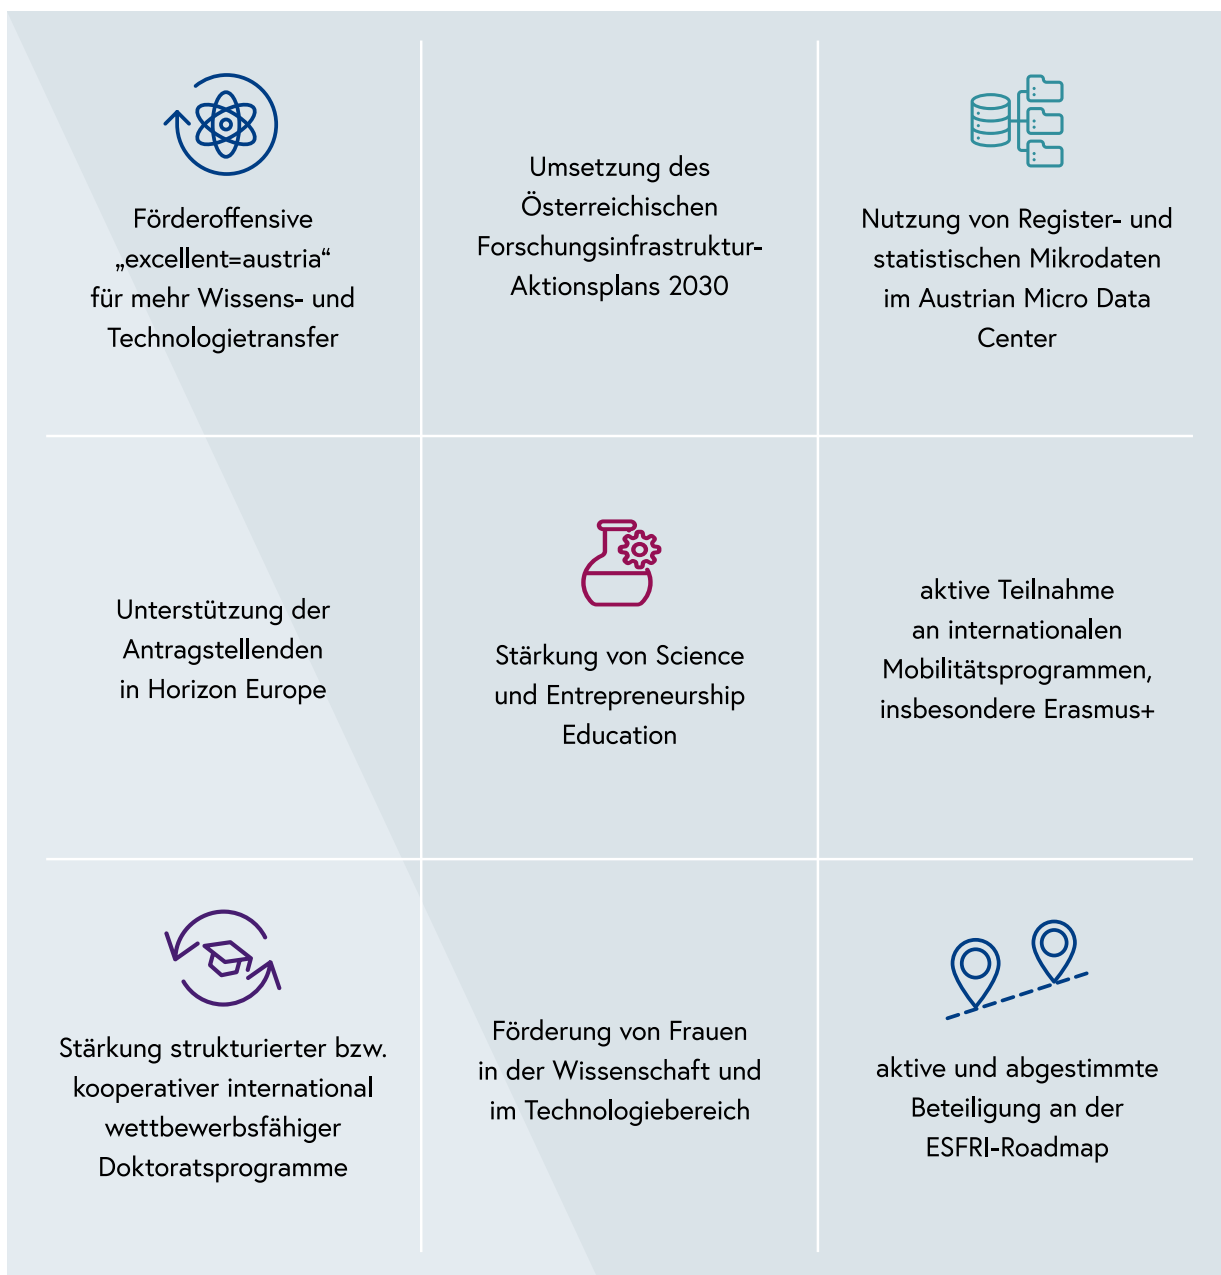 Förderoffensive
„excellent=austria“
für mehr Wissens- und
Technologietransfer
Umsetzung des
Österreichischen
Forschungsinfrastruktur-
Aktionsplans 2030
Nutzung von Register- und
statistischen Mikrodaten
im Austrian Micro Data
Center
Unterstützung der
Antragstellenden
in Horizon Europe
Stärkung von Science
und Entrepreneurship
Education
aktive Teilnahme
an internationalen
Mobilitätsprogrammen,
insbesondere Erasmus+
Stärkung strukturierter bzw.
kooperativer international
wettbewerbsfähiger
Doktoratsprogramme
Förderung von Frauen
in der Wissenschaft und
im Technologiebereich
aktive und abgestimmte
Beteiligung an der
ESFRI-Roadmap